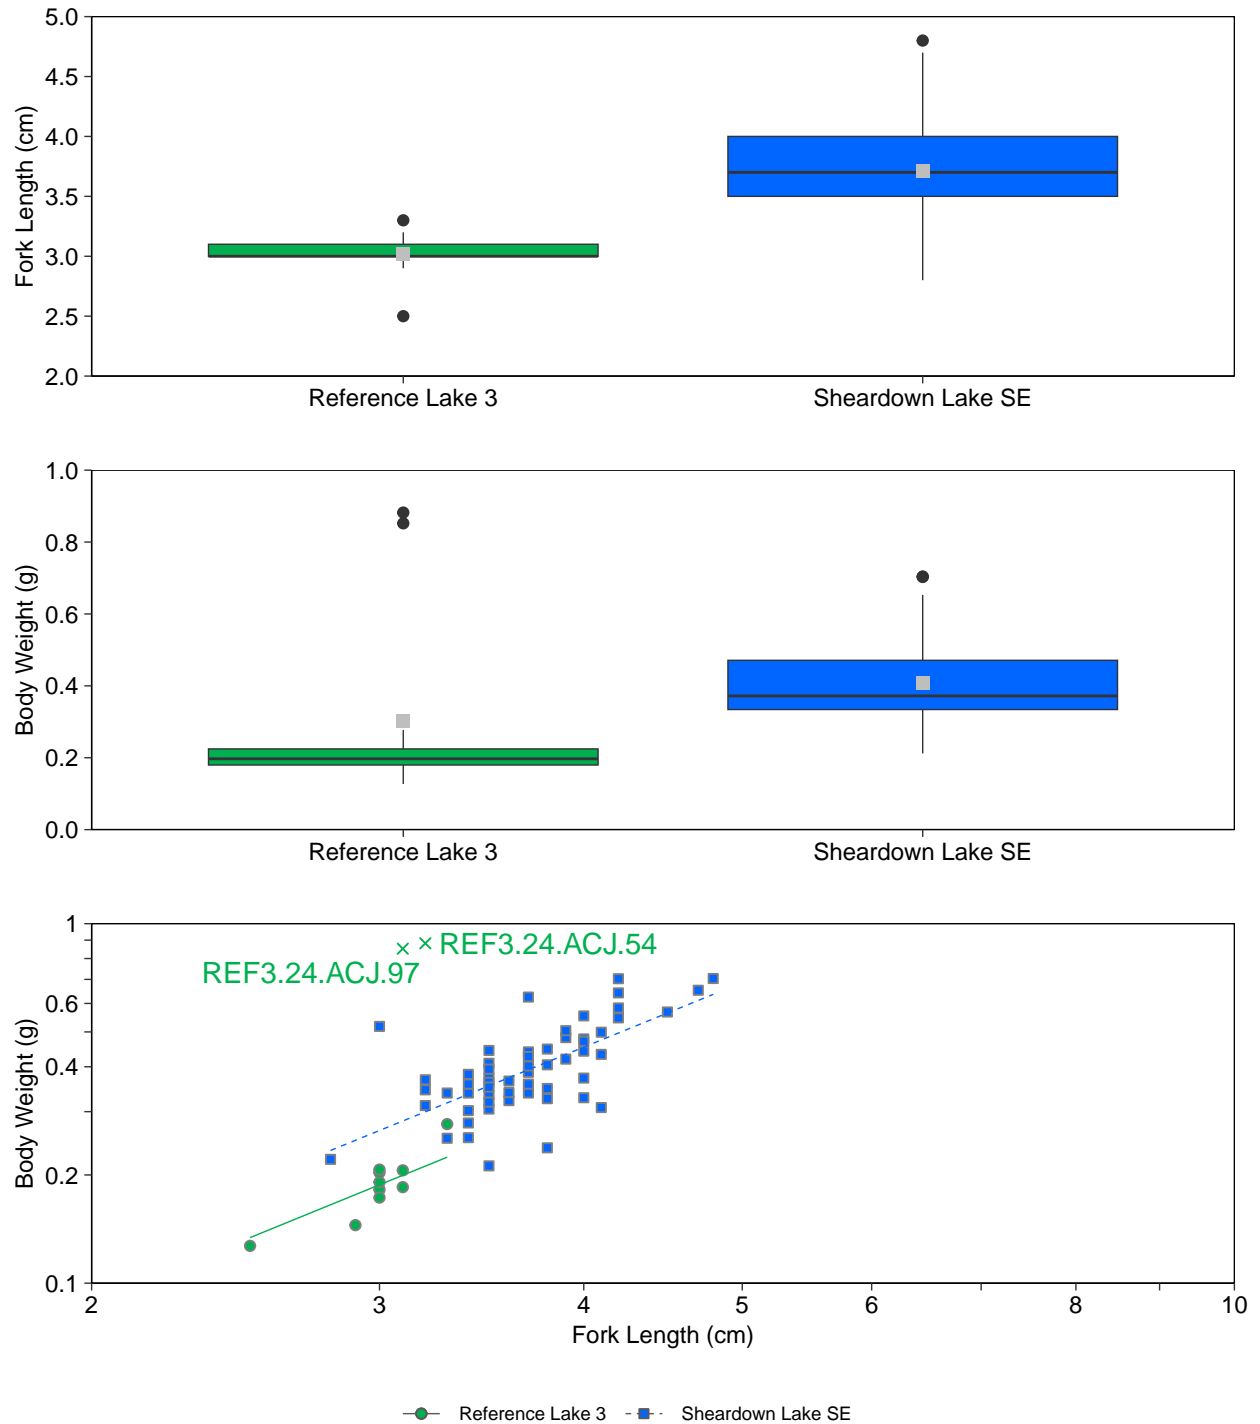 Fork Length (cm)
5.0
4.5
4.0
3.5
3.0
2.5
2.0
Reference Lake 3 Sheardown Lake SE
Body Weight (g)
1.0
0.8
0.6
0.4
0.2
0.0
Reference Lake 3 Sheardown Lake SE
Body Weight (g)
1
0.6
0.4
0.2
0.1
REF3.24.ACJ.54
REF3.24.ACJ.97
2 3 4 5 6 8 10
Fork Length (cm)
Reference Lake 3 Sheardown Lake SE